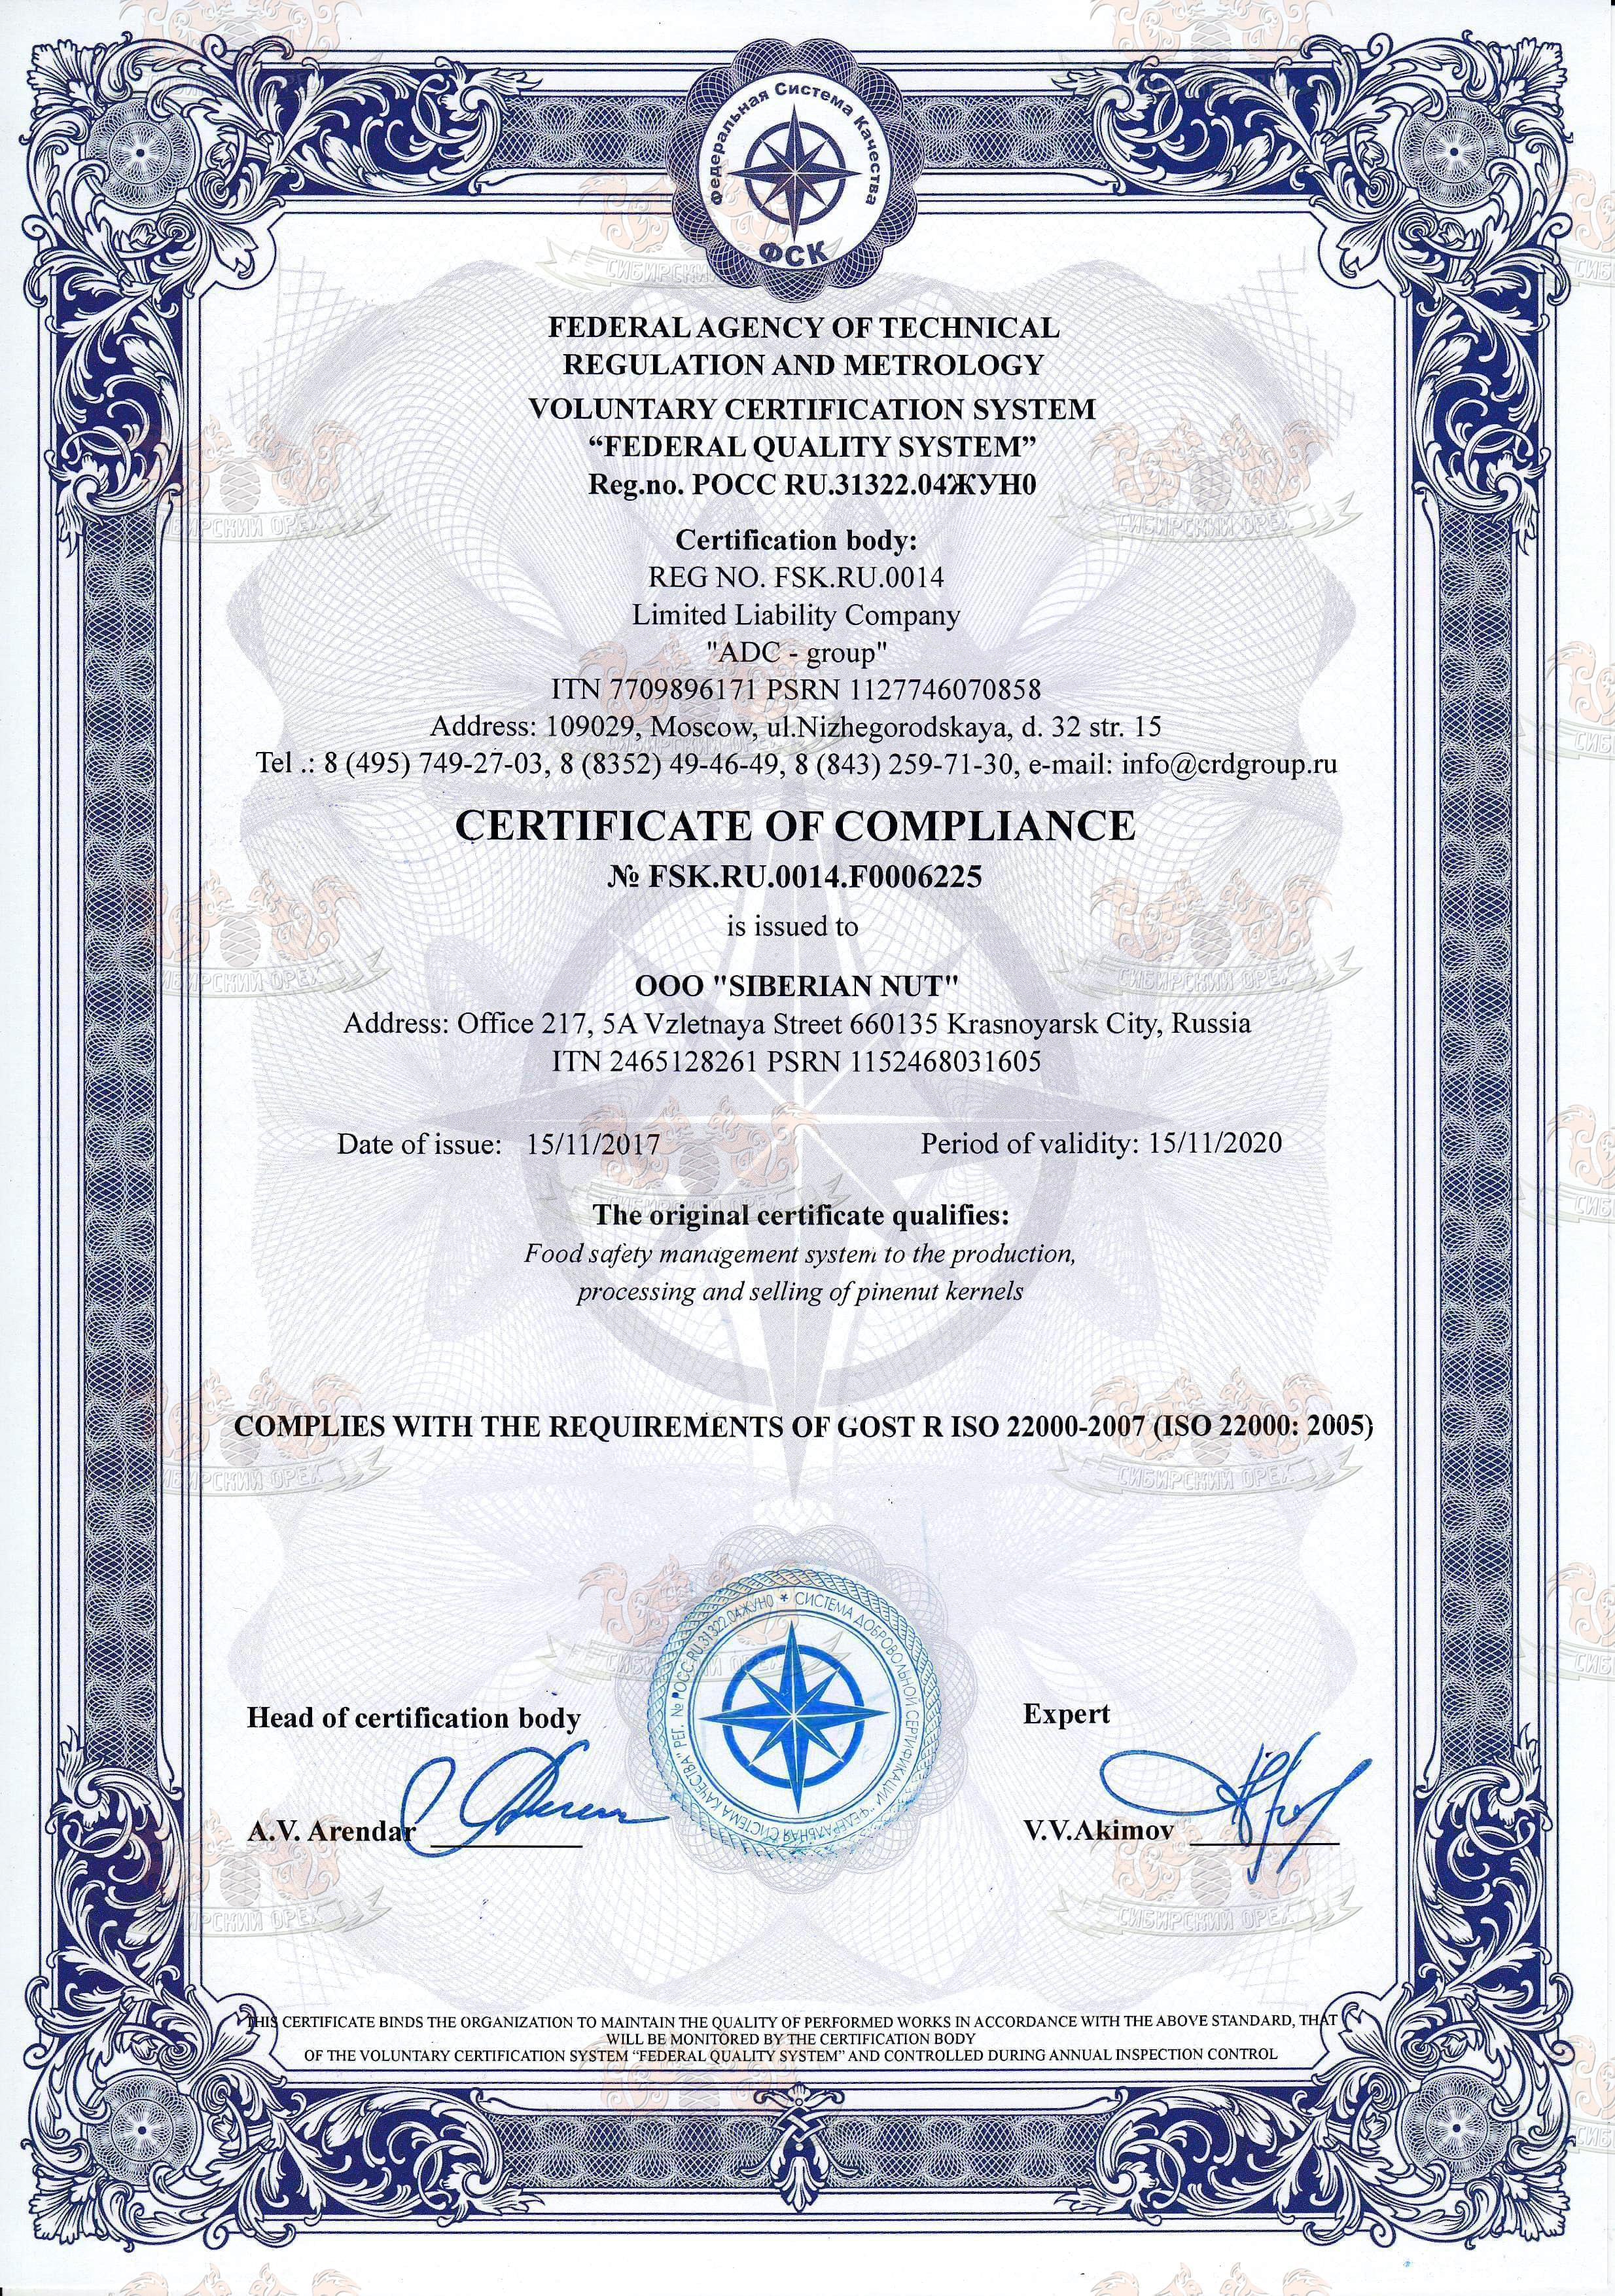 Федеральная Система Качества
ФСК
FEDERAL AGENCY OF TECHNICAL
REGULATION AND METROLOGY
VOLUNTARY CERTIFICATION SYSTEM
“FEDERAL QUALITY SYSTEM”
Reg.no. РОСС RU.31322.04ЖУН0
Certification body:
REG NO. FSK.RU.0014
Limited Liability Company
"ADC - group"
ITN 7709896171 PSRN 1127746070858
Address: 109029, Moscow, ul.Nizhegorodskaya, d. 32 str. 15
Tel .: 8 (495) 749-27-03, 8 (8352) 49-46-49, 8 (843) 259-71-30, e-mail: info@crdgroup.ru
CERTIFICATE OF COMPLIANCE
№ FSK.RU.0014.F0006225
is issued to
OOO "SIBERIAN NUT"
Address: Office 217, 5A Vzletnaya Street 660135 Krasnoyarsk City, Russia
ITN 2465128261 PSRN 1152468031605
Date of issue: 15/11/2017
Period of validity: 15/11/2020
The original certificate qualifies:
Food safety management system to the production,
processing and selling of pinenut kernels
COMPLIES WITH THE REQUIREMENTS OF GOST R ISO 22000-2007 (ISO 22000: 2005)
СИСТЕМА ДОБРОВОЛЬНОЙ СЕРТИФИКАЦИИ "ФЕДЕРАЛЬНАЯ СИСТЕМА КАЧЕСТВА" РЕГ. № РОСС RU.31322.04ЖУН0 *
Head of certification body
Expert
A.V. Arendar
V.V.Akimov
THIS CERTIFICATE BINDS THE ORGANIZATION TO MAINTAIN THE QUALITY OF PERFORMED WORKS IN ACCORDANCE WITH THE ABOVE STANDARD, THAT
WILL BE MONITORED BY THE CERTIFICATION BODY
OF THE VOLUNTARY CERTIFICATION SYSTEM “FEDERAL QUALITY SYSTEM” AND CONTROLLED DURING ANNUAL INSPECTION CONTROL
СИБИРСКИЙ ОРЕХ